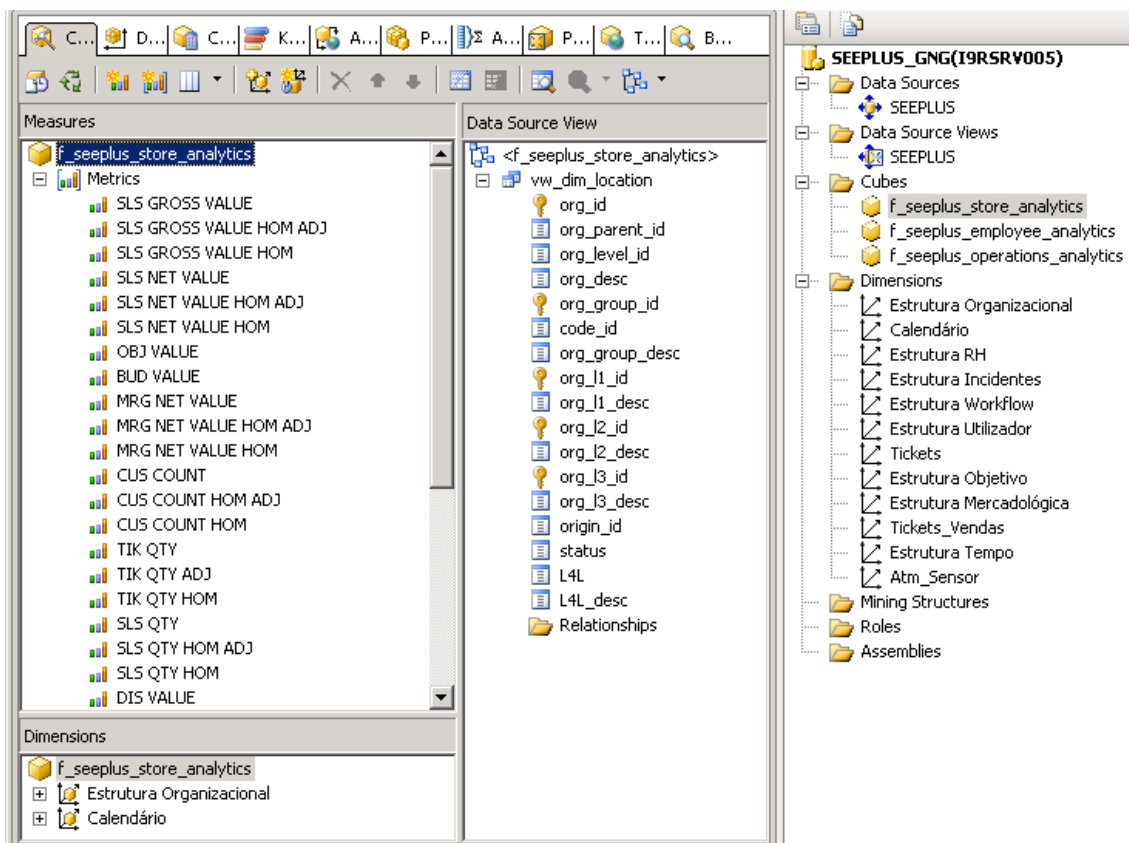 C... D... C... K... A... P... A... P... T... B...
Measures
f_seeplus_store_analytics
Metrics
SLS GROSS VALUE
SLS GROSS VALUE HOM ADJ
SLS GROSS VALUE HOM
SLS NET VALUE
SLS NET VALUE HOM ADJ
SLS NET VALUE HOM
OBJ VALUE
BUD VALUE
MRG NET VALUE
MRG NET VALUE HOM ADJ
MRG NET VALUE HOM
CUS COUNT
CUS COUNT HOM ADJ
CUS COUNT HOM
TIK QTY
TIK QTY ADJ
TIK QTY HOM
SLS QTY
SLS QTY HOM ADJ
SLS QTY HOM
DIS VALUE
Dimensions
f_seeplus_store_analytics
Estrutura Organizacional
Calendário
Data Source View
<f_seeplus_store_analytics>
vw_dim_location
org_id
org_parent_id
org_level_id
org_desc
org_group_id
code_id
org_group_desc
org_l1_id
org_l1_desc
org_l2_id
org_l2_desc
org_l3_id
org_l3_desc
origin_id
status
L4L
L4L_desc
Relationships
SEEPLUS_GNG(I9RSRV005)
Data Sources
SEEPLUS
Data Source Views
SEEPLUS
Cubes
f_seeplus_store_analytics
f_seeplus_employee_analytics
f_seeplus_operations_analytics
Dimensions
Estrutura Organizacional
Calendário
Estrutura RH
Estrutura Incidentes
Estrutura Workflow
Estrutura Utilizador
Tickets
Estrutura Objetivo
Estrutura Mercadológica
Tickets_Vendas
Estrutura Tempo
Atm_Sensor
Mining Structures
Roles
Assemblies